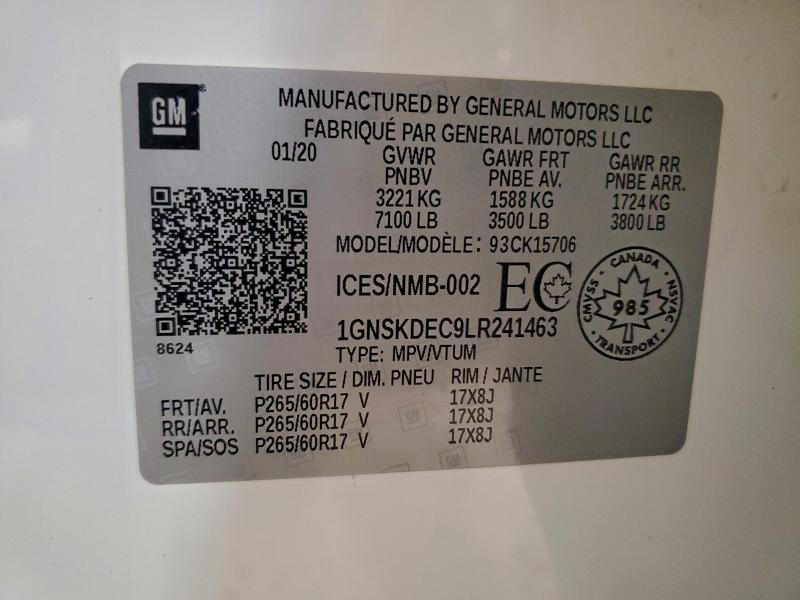 GM
MANUFACTURED BY GENERAL MOTORS LLC
FABRIQUÉ PAR GENERAL MOTORS LLC
01/20 GVWR GAWR FRT GAWR RR
PNBV PNBE AV. PNBE ARR.
3221 KG 1588 KG 1724 KG
7100 LB 3500 LB 3800 LB
MODEL/MODÈLE: 93CK15706
ICES/NMB-002 EC
CANADA
CMVSS 985 NSVAC
TRANSPORT
1GNSKDEC9LR241463
8624
TYPE: MPV/VTUM
TIRE SIZE / DIM. PNEU RIM / JANTE
FRT/AV. P265/60R17 V 17X8J
RR/ARR. P265/60R17 V 17X8J
SPA/SOS P265/60R17 V 17X8J